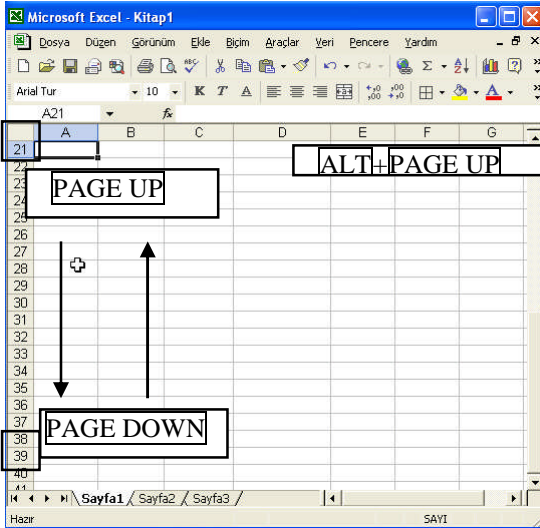 Microsoft Excel - Kitap1
Dosya Düzen Görünüm Ekle Biçim Araçlar Veri Pencere Yardım
Arial Tur 10 K T A
A21 fx
A B C D E F G
21
22 ALT+PAGE UP
23
24 PAGE UP
25
26
27
28
29
30
31
32
33
34
35
36
37
38 PAGE DOWN
39
40
41
Sayfa1 Sayfa2 Sayfa3
Hazır SAYI